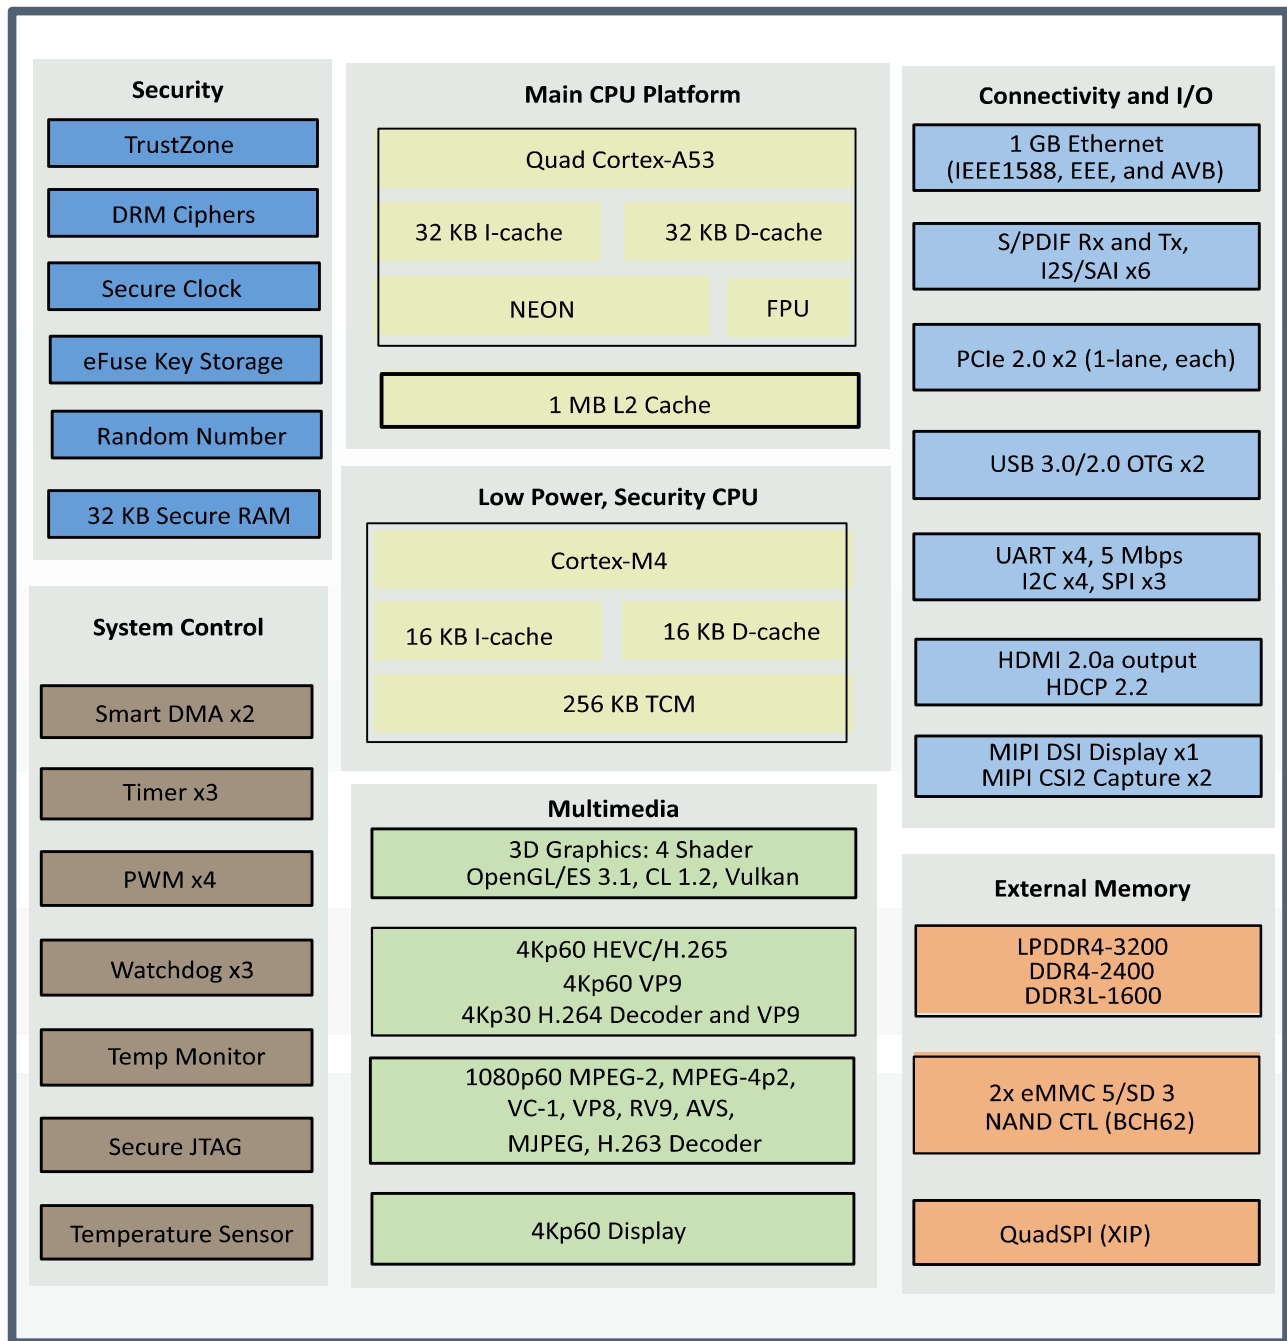 Security
TrustZone
DRM Ciphers
Secure Clock
eFuse Key Storage
Random Number
32 KB Secure RAM
System Control
Smart DMA x2
Timer x3
PWM x4
Watchdog x3
Temp Monitor
Secure JTAG
Temperature Sensor
Main CPU Platform
Quad Cortex-A53
32 KB I-cache
32 KB D-cache
NEON
FPU
1 MB L2 Cache
Low Power, Security CPU
Cortex-M4
16 KB I-cache
16 KB D-cache
256 KB TCM
Multimedia
3D Graphics: 4 Shader
OpenGL/ES 3.1, CL 1.2, Vulkan
4Kp60 HEVC/H.265
4Kp60 VP9
4Kp30 H.264 Decoder and VP9
1080p60 MPEG-2, MPEG-4p2,
VC-1, VP8, RV9, AVS,
MJPEG, H.263 Decoder
4Kp60 Display
Connectivity and I/O
1 GB Ethernet
(IEEE1588, EEE, and AVB)
S/PDIF Rx and Tx,
I2S/SAI x6
PCIe 2.0 x2 (1-lane, each)
USB 3.0/2.0 OTG x2
UART x4, 5 Mbps
I2C x4, SPI x3
HDMI 2.0a output
HDCP 2.2
MIPI DSI Display x1
MIPI CSI2 Capture x2
External Memory
LPDDR4-3200
DDR4-2400
DDR3L-1600
2x eMMC 5/SD 3
NAND CTL (BCH62)
QuadSPI (XIP)